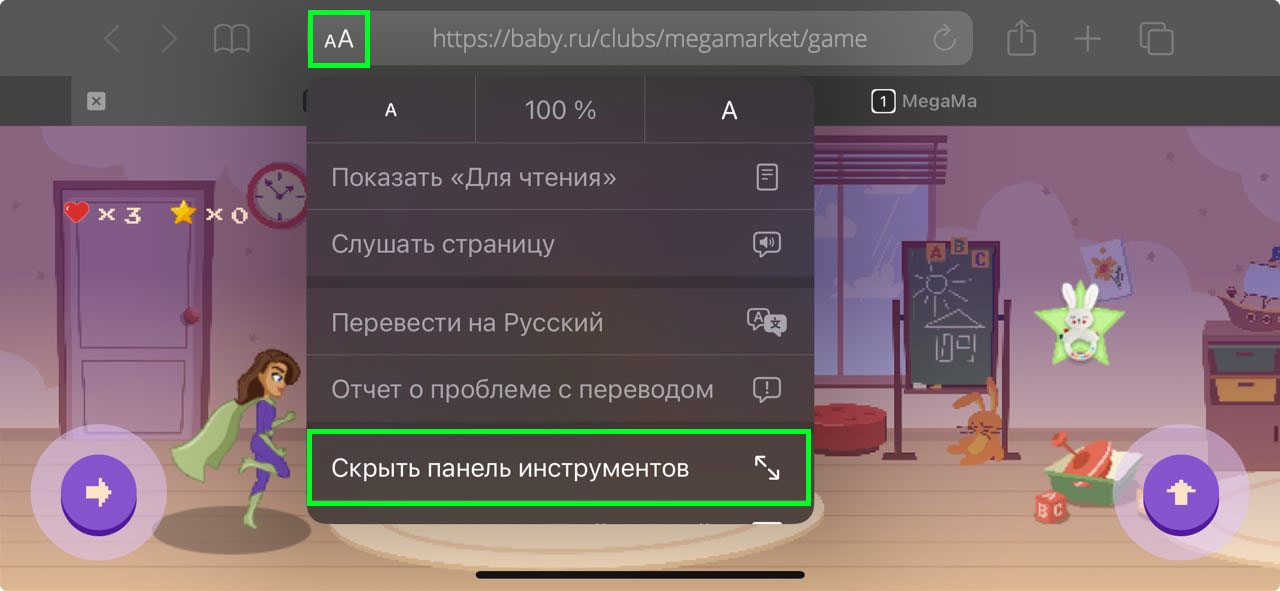 AA
https://baby.ru/clubs/megamarket/game
1 MegaMa
A 100 % A
Показать «Для чтения»
Слушать страницу
Перевести на Русский
Отчет о проблеме с переводом
Скрыть панель инструментов
× 3 × 0
A B C
B C